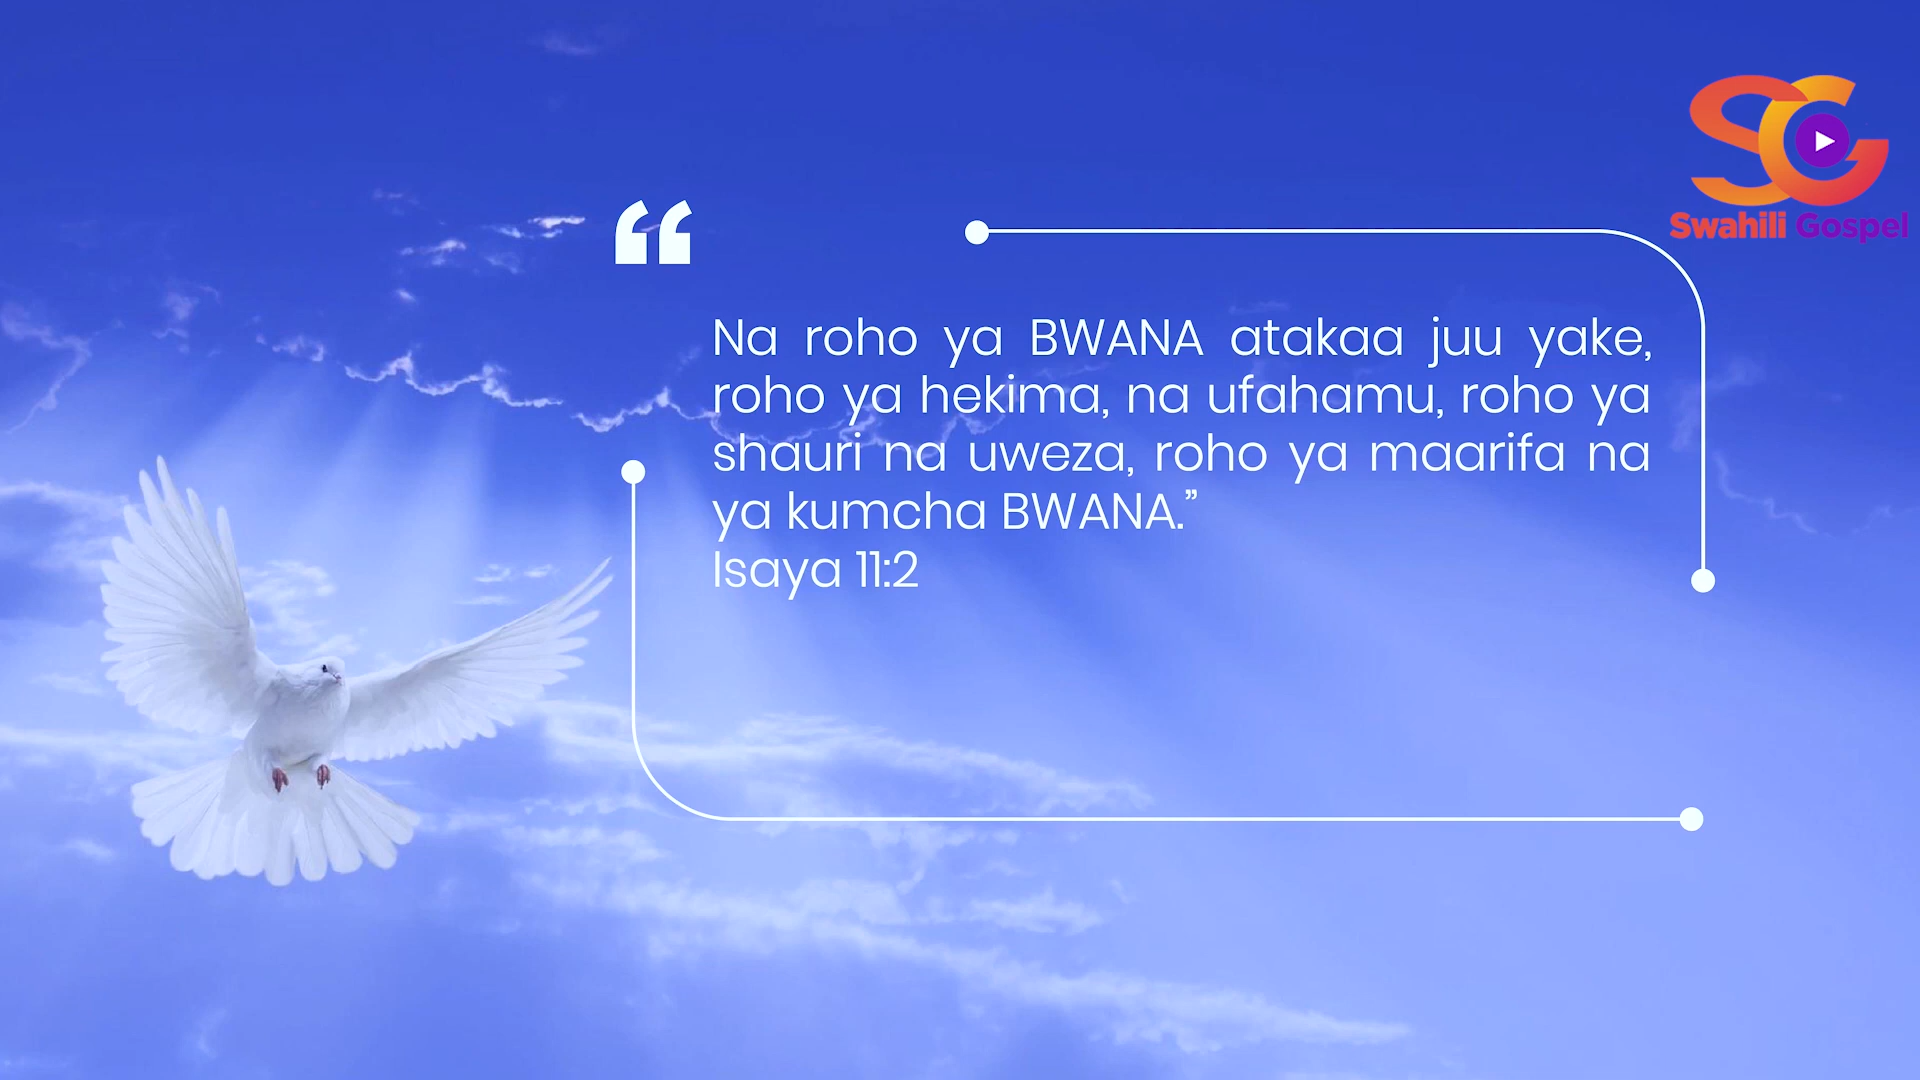 SG
Swahili Gospel
“
Na roho ya BWANA atakaa juu yake,
roho ya hekima, na ufahamu, roho ya
shauri na uweza, roho ya maarifa na
ya kumcha BWANA.”
Isaya 11:2